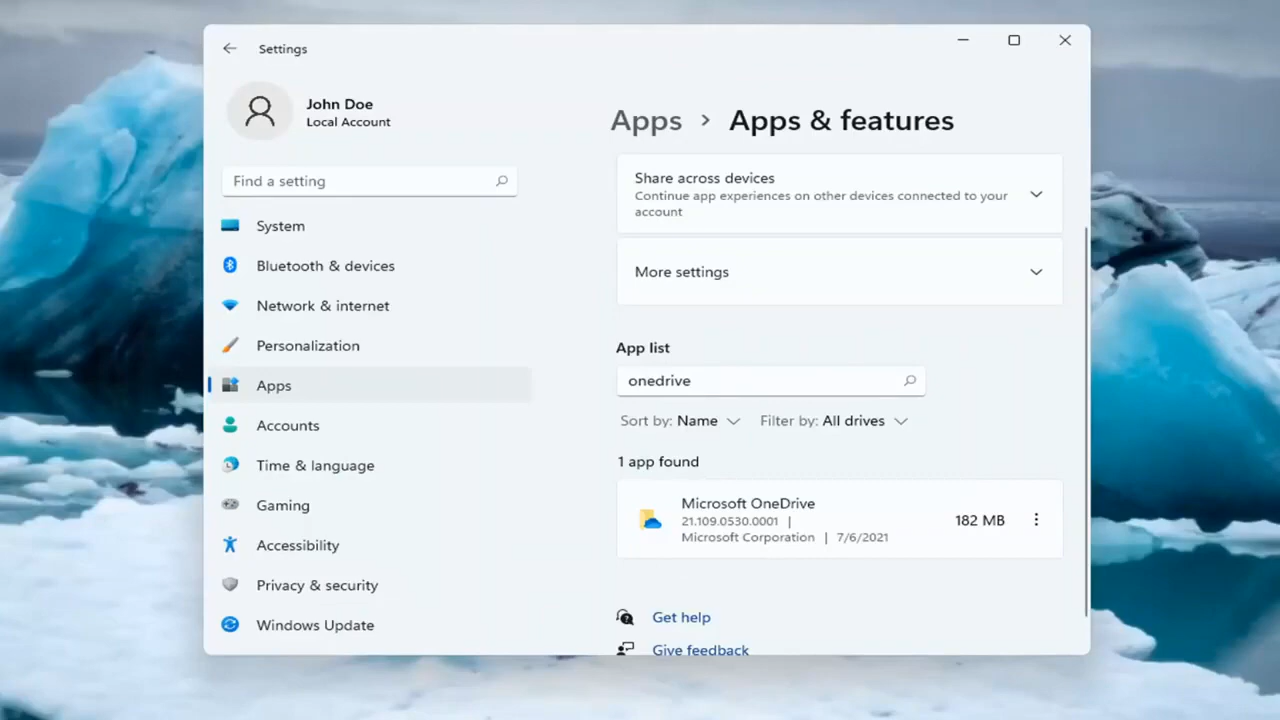 Settings
John Doe
Local Account
Find a setting
System
Bluetooth & devices
Network & internet
Personalization
Apps
Accounts
Time & language
Gaming
Accessibility
Privacy & security
Windows Update
Apps > Apps & features
Share across devices
Continue app experiences on other devices connected to your
account
More settings
App list
onedrive
Sort by: Name Filter by: All drives
1 app found
Microsoft OneDrive
21.109.0530.0001 |
Microsoft Corporation | 7/6/2021
182 MB
Get help
Give feedback